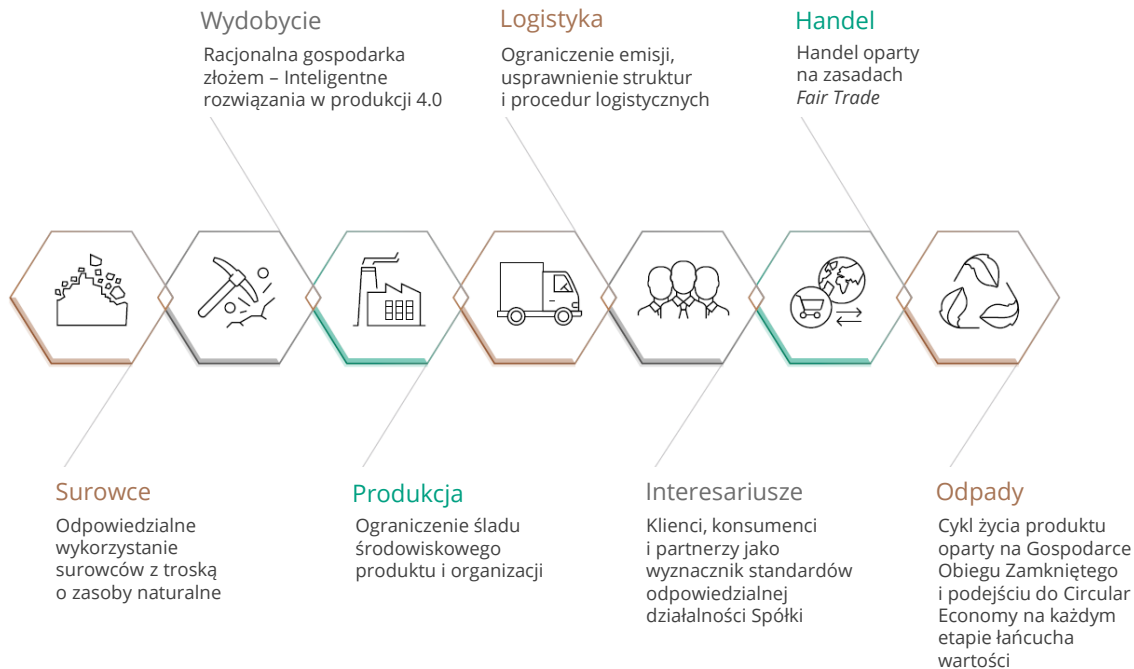 Wydobycie
Racjonalna gospodarka
złożem – Inteligentne
rozwiązania w produkcji 4.0
Logistyka
Ograniczenie emisji,
usprawnienie struktur
i procedur logistycznych
Handel
Handel oparty
na zasadach
Fair Trade
Surowce
Odpowiedzialne
wykorzystanie
surowców z troską
o zasoby naturalne
Produkcja
Ograniczenie śladu
środowiskowego
produktu i organizacji
Interesariusze
Klienci, konsumenci
i partnerzy jako
wyznacznik standardów
odpowiedzialnej
działalności Spółki
Odpady
Cykl życia produktu
oparty na Gospodarce
Obiegu Zamkniętego
i podejściu do Circular
Economy na każdym
etapie łańcucha
wartości